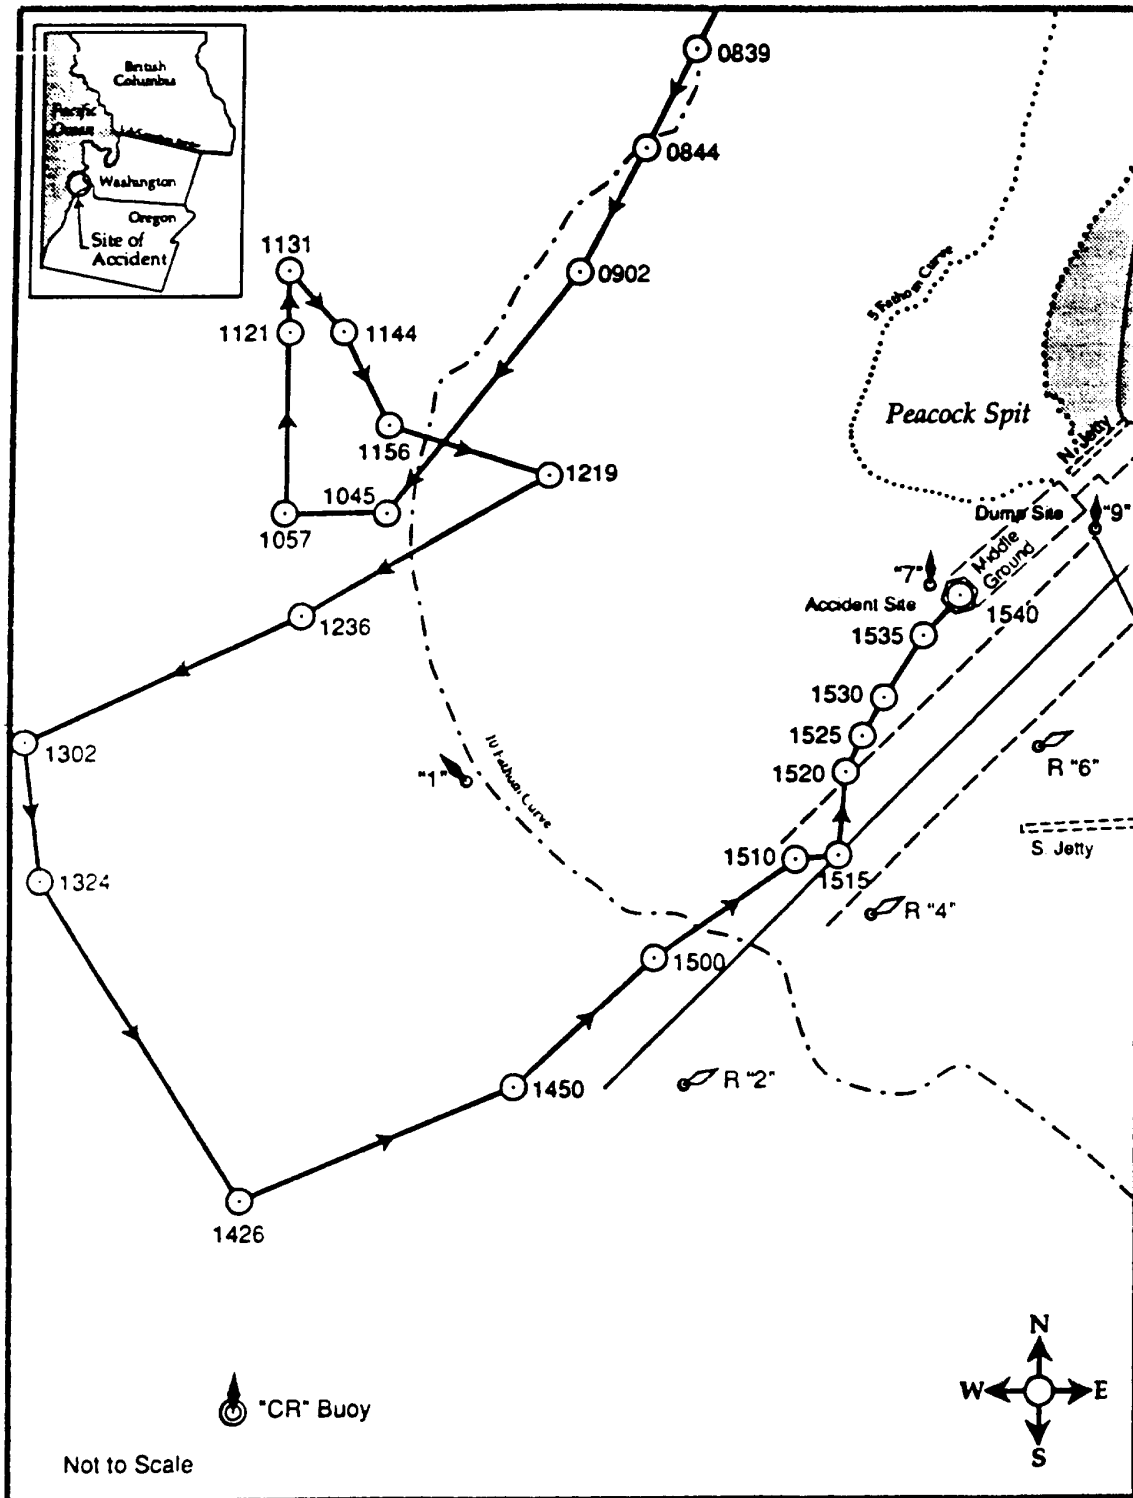 British
Columbia
Pacific
Ocean
Washington
Oregon
Site of
Accident
0839
0844
0902
1131
1121
1144
1156
1219
1045
1057
1236
1302
1324
1426
1450
1500
1510
1515
1520
1525
1530
1535
1540
5 Fathom Curve
Peacock Spit
N. Jetty
Dump Site
"9"
Middle
Ground
"7"
Accident Site
"1"
10 Fathom Curve
R "6"
S. Jetty
R "4"
R "2"
"CR" Buoy
Not to Scale
N
W
E
S